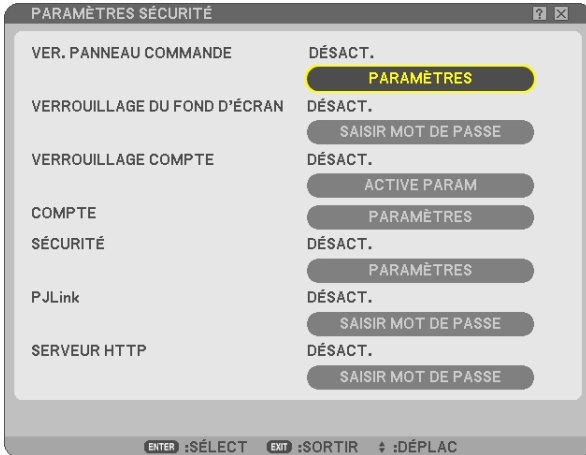 PARAMÈTRES SÉCURITÉ ?
VER. PANNEAU COMMANDE DÉSACT.
PARAMÈTRES
VERROUILLAGE DU FOND D'ÉCRAN DÉSACT.
SAISIR MOT DE PASSE
VERROUILLAGE COMPTE DÉSACT.
ACTIVE PARAM
COMPTE PARAMÈTRES
SÉCURITÉ DÉSACT.
PARAMÈTRES
PJLink DÉSACT.
SAISIR MOT DE PASSE
SERVEUR HTTP DÉSACT.
SAISIR MOT DE PASSE
ENTER :SÉLECT EXIT :SORTIR :DÉPLAC